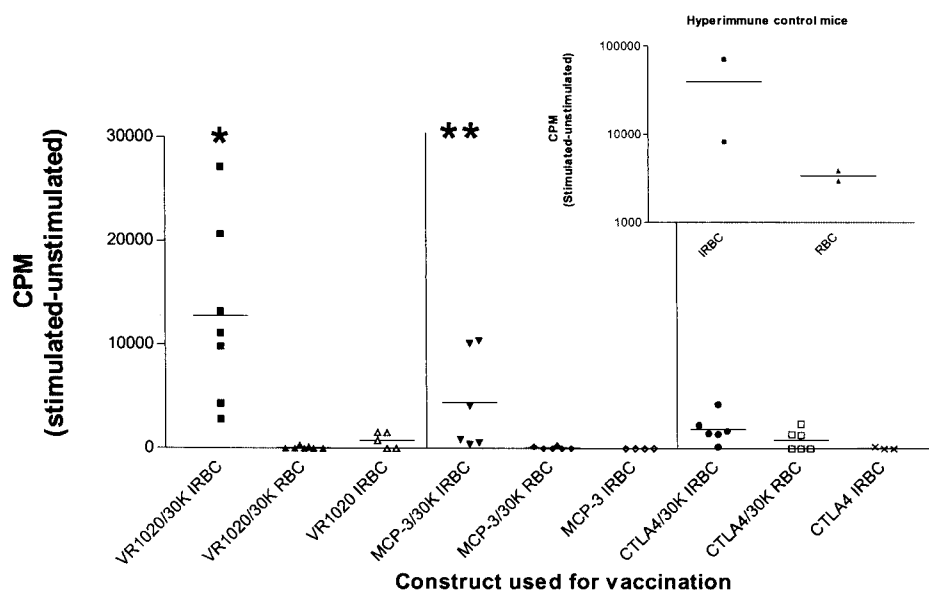 Hyperimmune control mice
CPM
(Stimulated-unstimulated)
100000
10000
1000
IRBC
RBC
CPM
(stimulated-unstimulated)
30000
20000
10000
0
*
**
VR1020/30K IRBC
VR1020/30K RBC
VR1020 IRBC
MCP-3/30K IRBC
MCP-3/30K RBC
MCP-3 IRBC
CTLA4/30K IRBC
CTLA4/30K RBC
CTLA4 IRBC
Construct used for vaccination